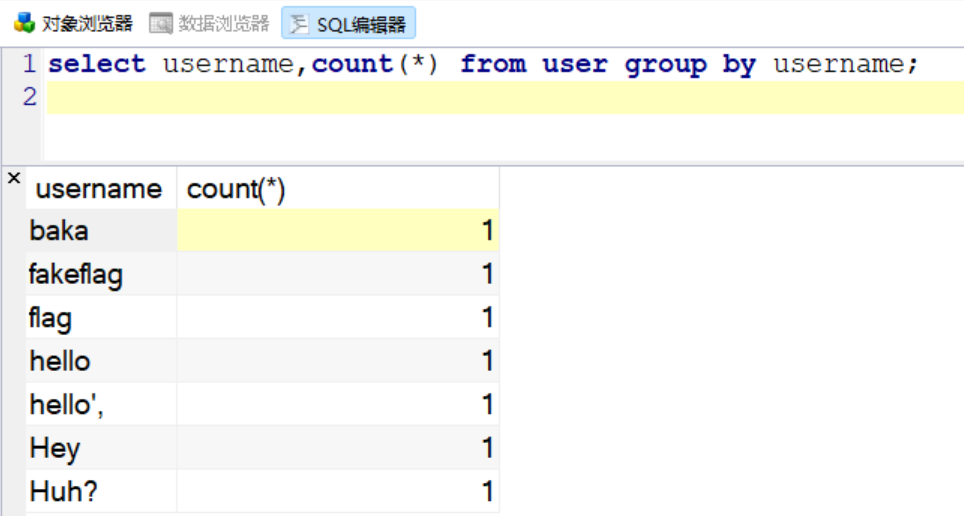 对象浏览器 数据浏览器 SQL编辑器
1 select username,count(*) from user group by username;
2
× username count(*)
baka 1
fakeflag 1
flag 1
hello 1
hello', 1
Hey 1
Huh? 1